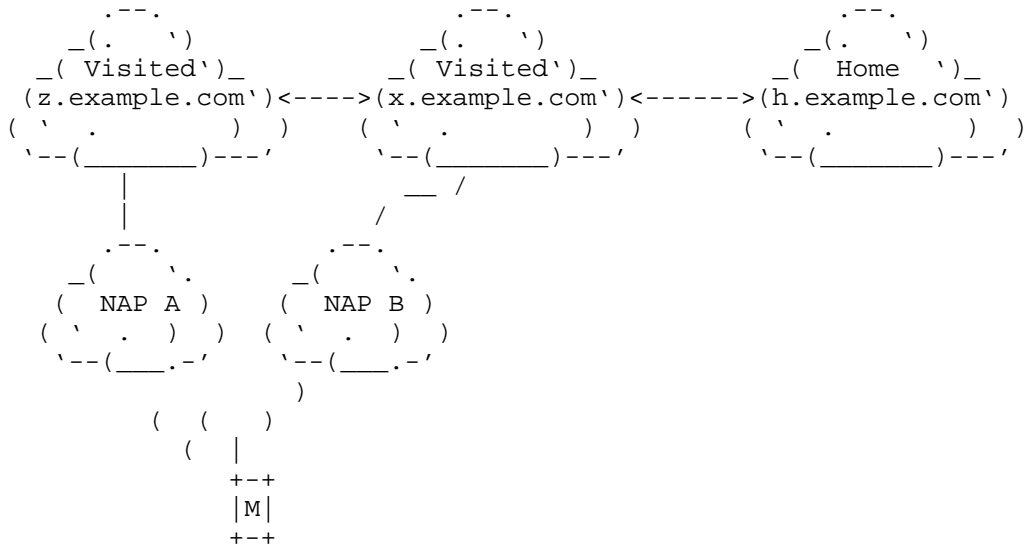 Visited Visited Home
z.example.com <----> x.example.com <------> h.example.com
NAP A NAP B
M